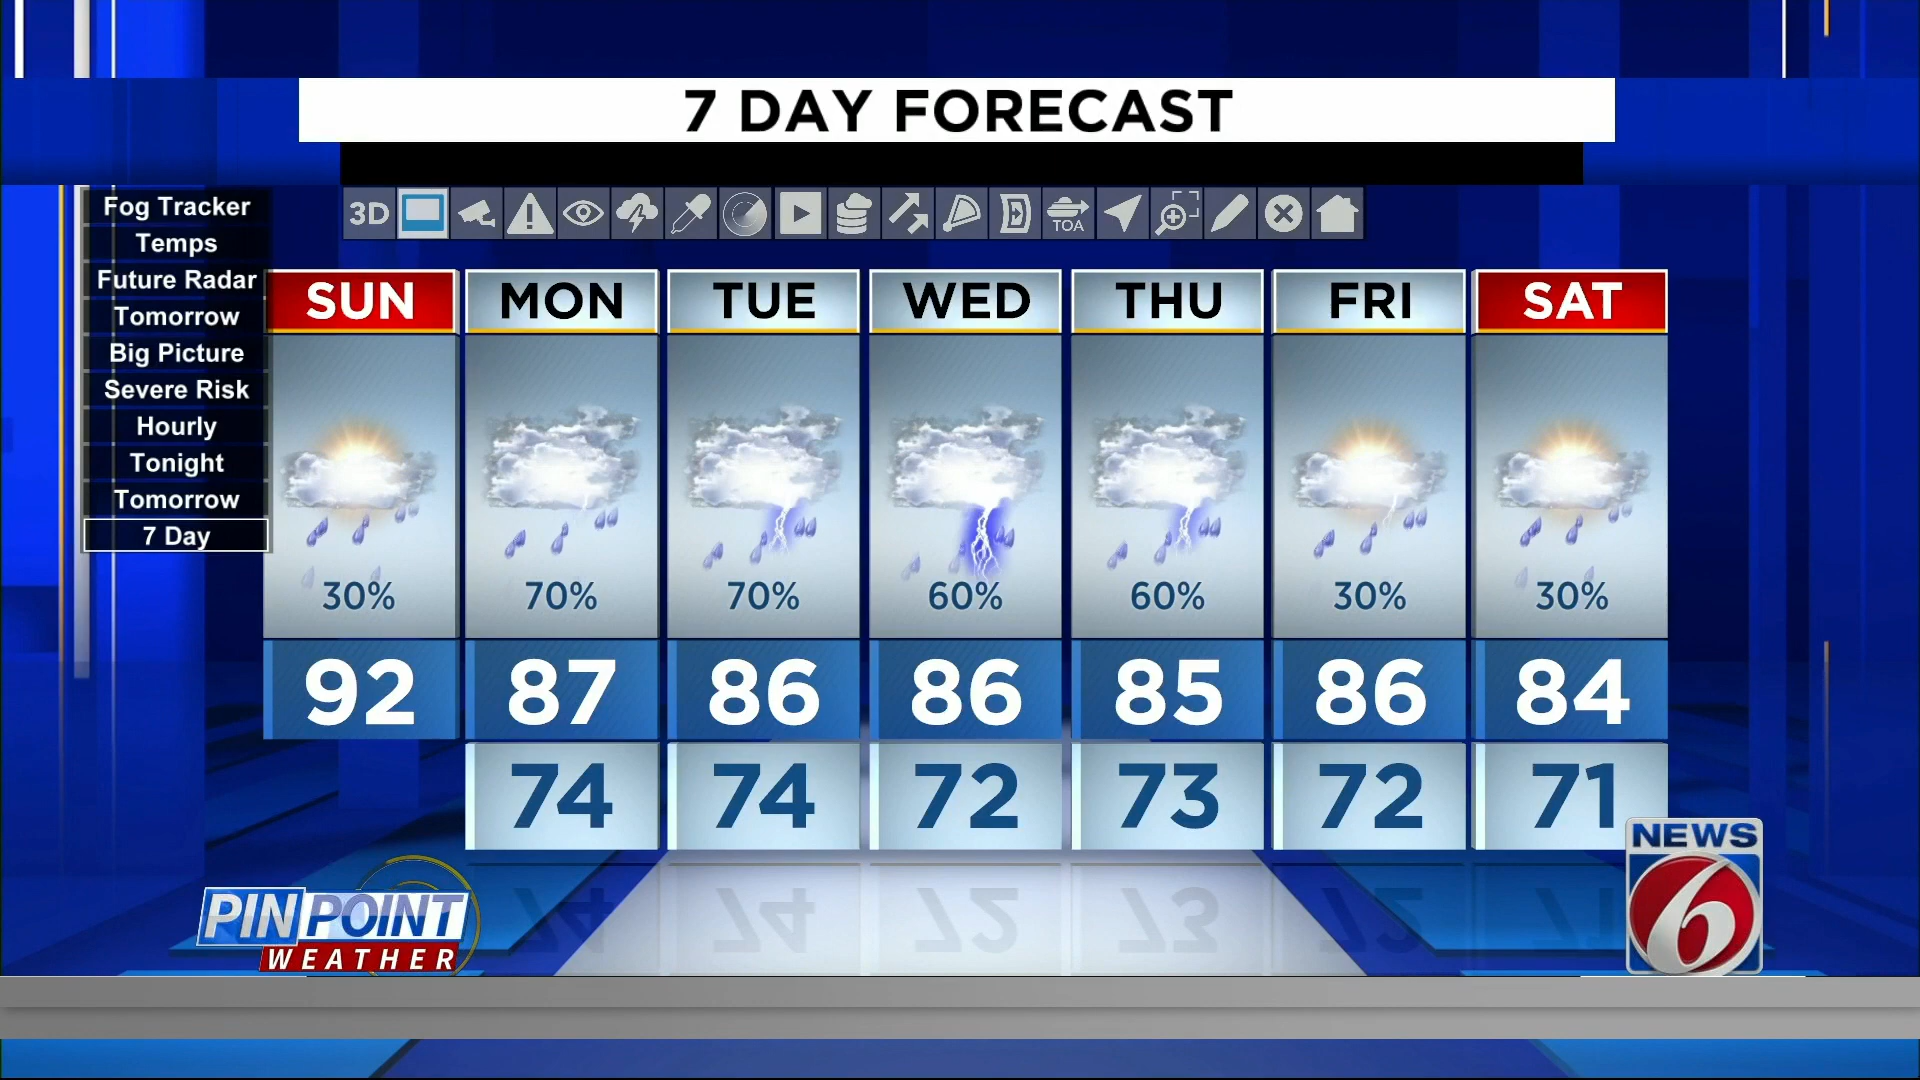 7 DAY FORECAST
Fog Tracker
Temps
Future Radar
Tomorrow
Big Picture
Severe Risk
Hourly
Tonight
Tomorrow
7 Day
3D
TOA
SUN MON TUE WED THU FRI SAT
30% 70% 70% 60% 60% 30% 30%
92 87 86 86 85 86 84
74 74 72 73 72 71
PINPOINT
WEATHER
NEWS
6